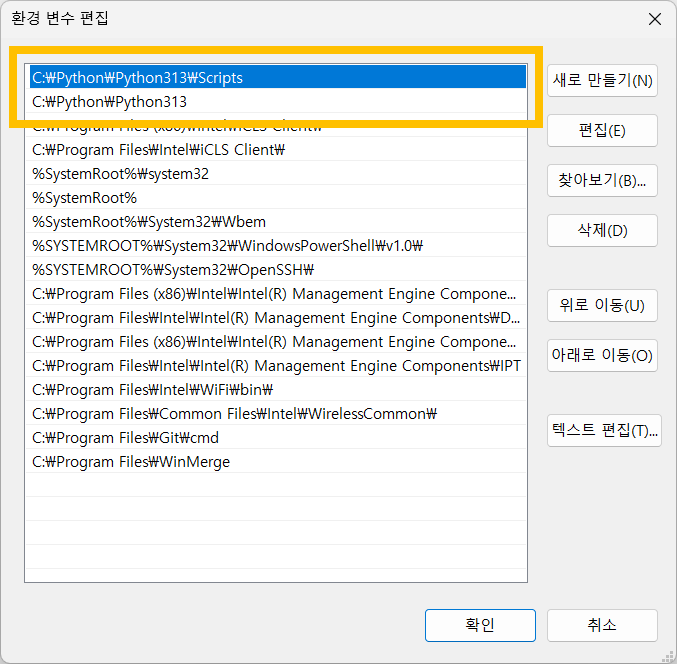 환경 변수 편집
C:₩Python₩Python313₩Scripts
새로 만들기(N)
C:₩Python₩Python313
C:₩Program Files (x86)₩Intel₩iCLS Client₩
편집(E)
C:₩Program Files₩Intel₩iCLS Client₩
%SystemRoot%₩system32
찾아보기(B)...
%SystemRoot%
%SystemRoot%₩System32₩Wbem
삭제(D)
%SYSTEMROOT%₩System32₩WindowsPowerShell₩v1.0₩
%SYSTEMROOT%₩System32₩OpenSSH₩
C:₩Program Files (x86)₩Intel₩Intel(R) Management Engine Compone...
위로 이동(U)
C:₩Program Files₩Intel₩Intel(R) Management Engine Components₩D...
C:₩Program Files (x86)₩Intel₩Intel(R) Management Engine Compone...
아래로 이동(O)
C:₩Program Files₩Intel₩Intel(R) Management Engine Components₩IPT
C:₩Program Files₩Intel₩WiFi₩bin₩
C:₩Program Files₩Common Files₩Intel₩WirelessCommon₩
텍스트 편집(T)...
C:₩Program Files₩Git₩cmd
C:₩Program Files₩WinMerge
확인
취소